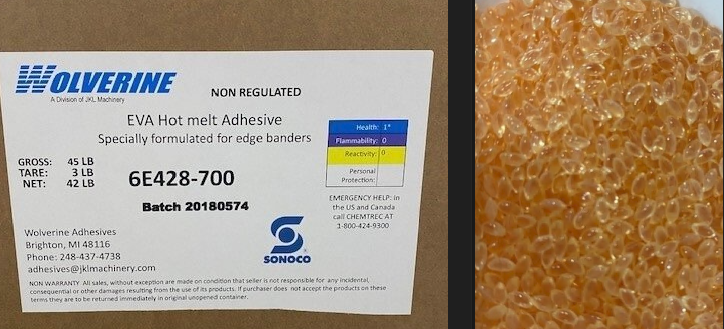 WOLVERINE
A Division of JKL Machinery
NON REGULATED
EVA Hot melt Adhesive
Specially formulated for edge banders
GROSS: 45 LB
TARE: 3 LB
NET: 42 LB
6E428-700
Batch 20180574
Health: 1*
Flammability: 0
Reactivity: 0
Personal
Protection:
EMERGENCY HELP: in
the US and Canada
call CHEMTREC AT
1-800-424-9300
SONOCO
Wolverine Adhesives
Brighton, MI 48116
Phone: 248-437-4738
adhesives@jklmachinery.com
NON WARRANTY All sales, without exception are made on condition that seller is not responsible for any incidental,
consequential or other damages resulting from the use of its products. If purchaser does not accept the products on these
terms they are to be returned immediately in original unopened container.